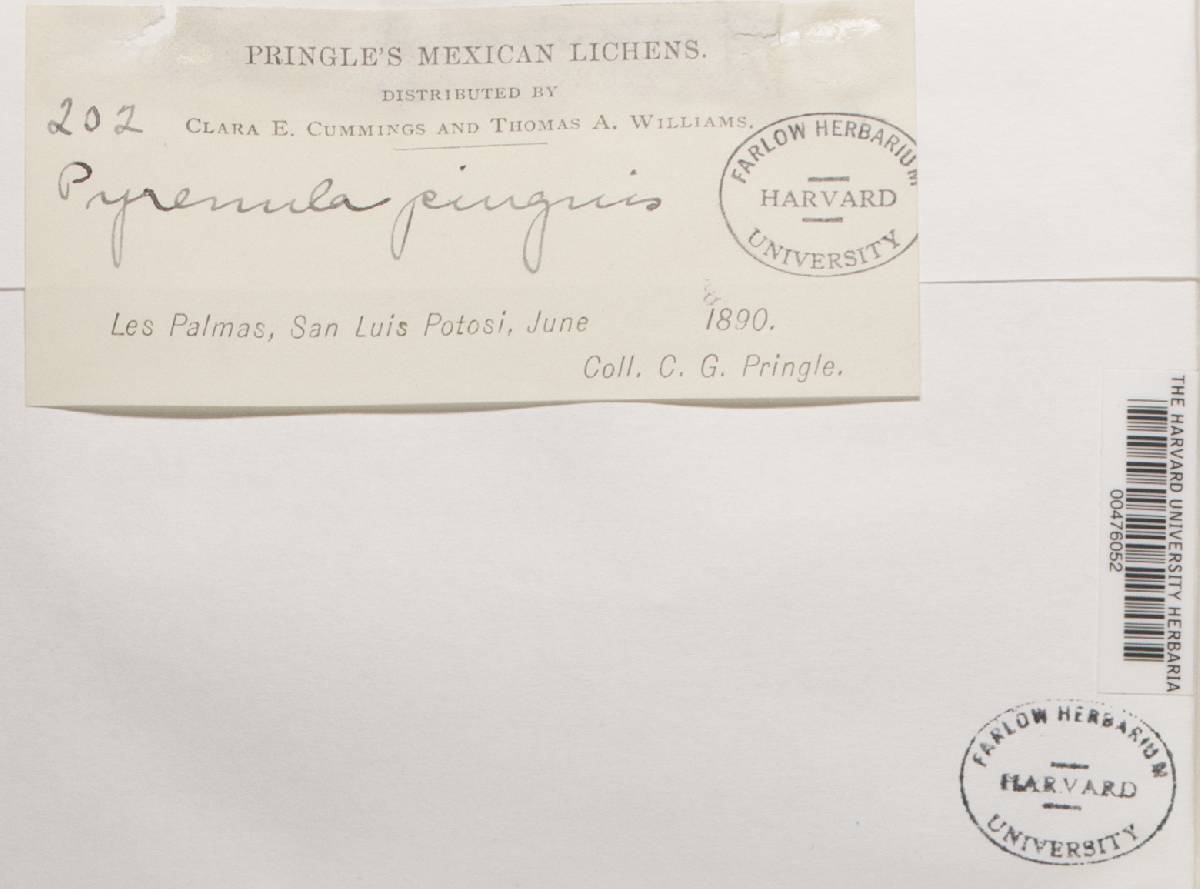 PRINGLE'S MEXICAN LICHENS.
DISTRIBUTED BY
202 CLARA E. CUMMINGS AND THOMAS A. WILLIAMS.
Pyrenula pinguis
FARLOW HERBARIUM
HARVARD
UNIVERSITY
Les Palmas, San Luis Potosi, June 1890.
Coll. C. G. Pringle.
THE HARVARD UNIVERSITY HERBARIA
00476052
FARLOW HERBARIUM
HARVARD
UNIVERSITY